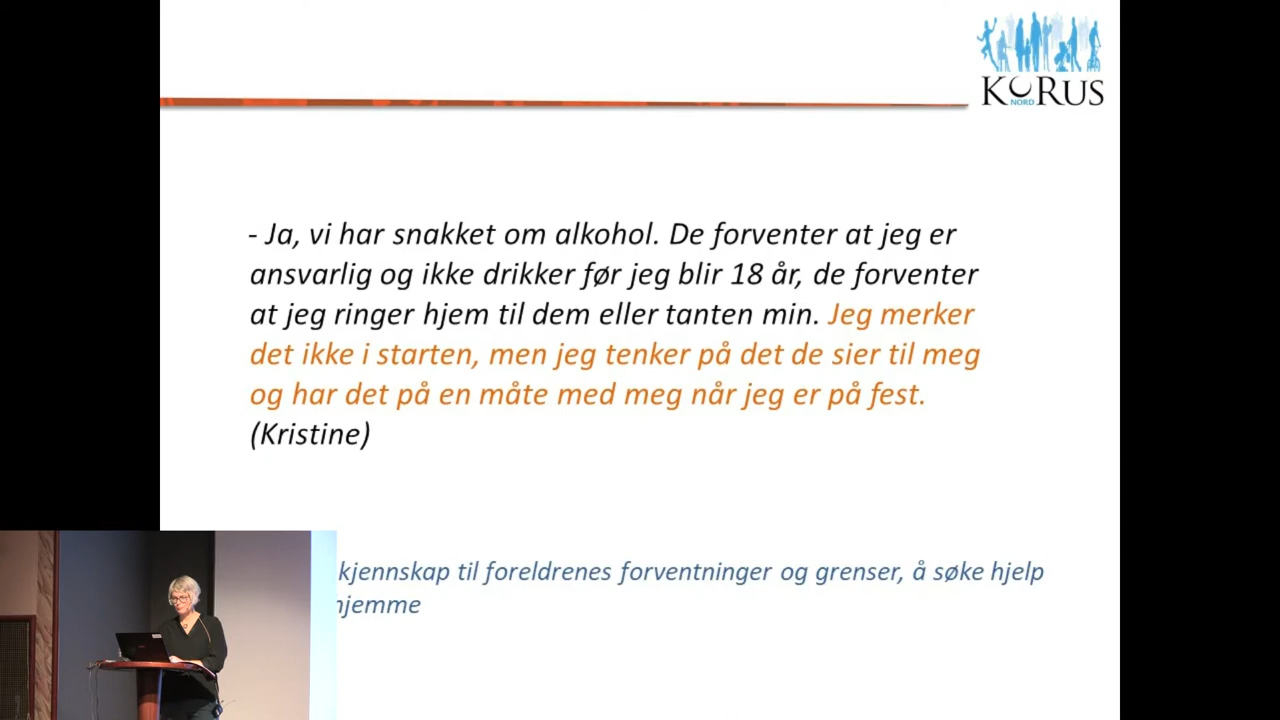 KoRUS
NORD
- Ja, vi har snakket om alkohol. De forventer at jeg er
ansvarlig og ikke drikker før jeg blir 18 år, de forventer
at jeg ringer hjem til dem eller tanten min. Jeg merker
det ikke i starten, men jeg tenker på det de sier til meg
og har det på en måte med meg når jeg er på fest.
(Kristine)
kjennskap til foreldrenes forventninger og grenser, å søke hjelp
hjemme